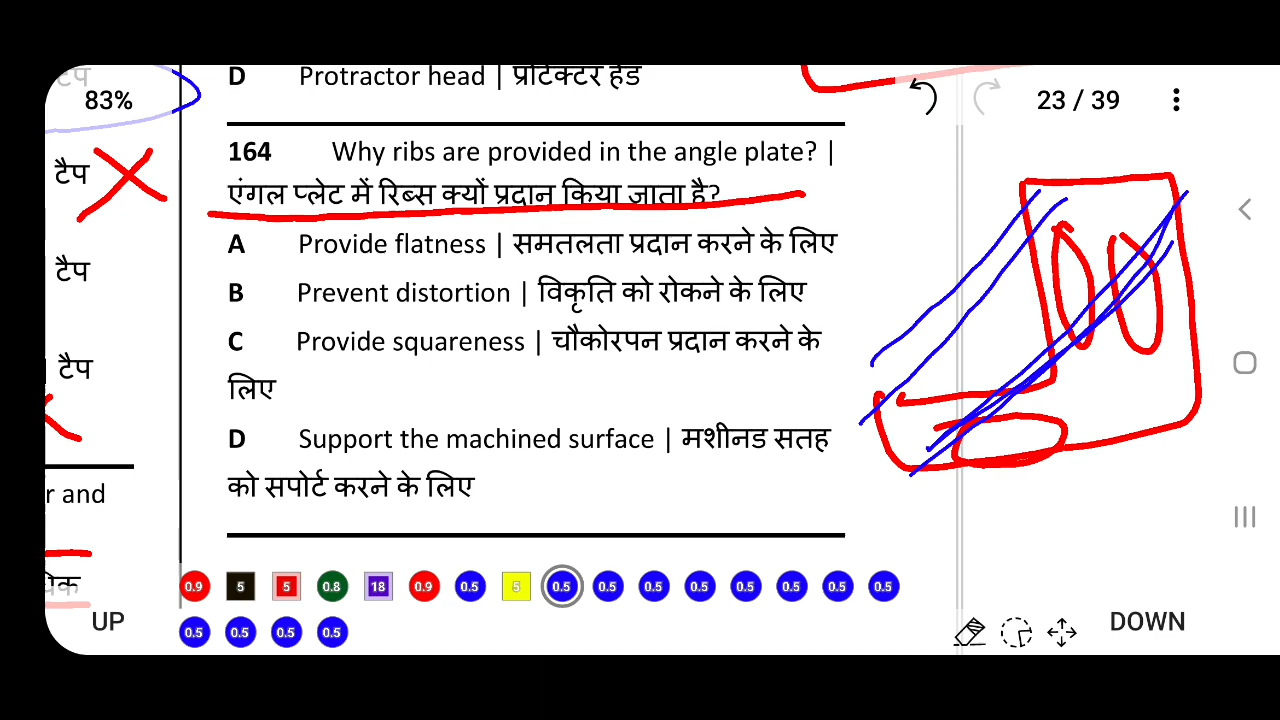 टैप
83%
D Protractor head | प्रोटेक्टर हेड
23 / 39
टैप
164 Why ribs are provided in the angle plate? |
एंगल प्लेट में रिब्स क्यों प्रदान किया जाता है?
A Provide flatness | समतलता प्रदान करने के लिए
टैप
B Prevent distortion | विकृति को रोकने के लिए
C Provide squareness | चौकोरपन प्रदान करने के
लिए
टैप
D Support the machined surface | मशीनड सतह
को सपोर्ट करने के लिए
r and
0.9 5 5 0.8 18 0.9 0.5 5 0.5 0.5 0.5 0.5 0.5 0.5 0.5 0.5
UP
0.5 0.5 0.5 0.5
DOWN